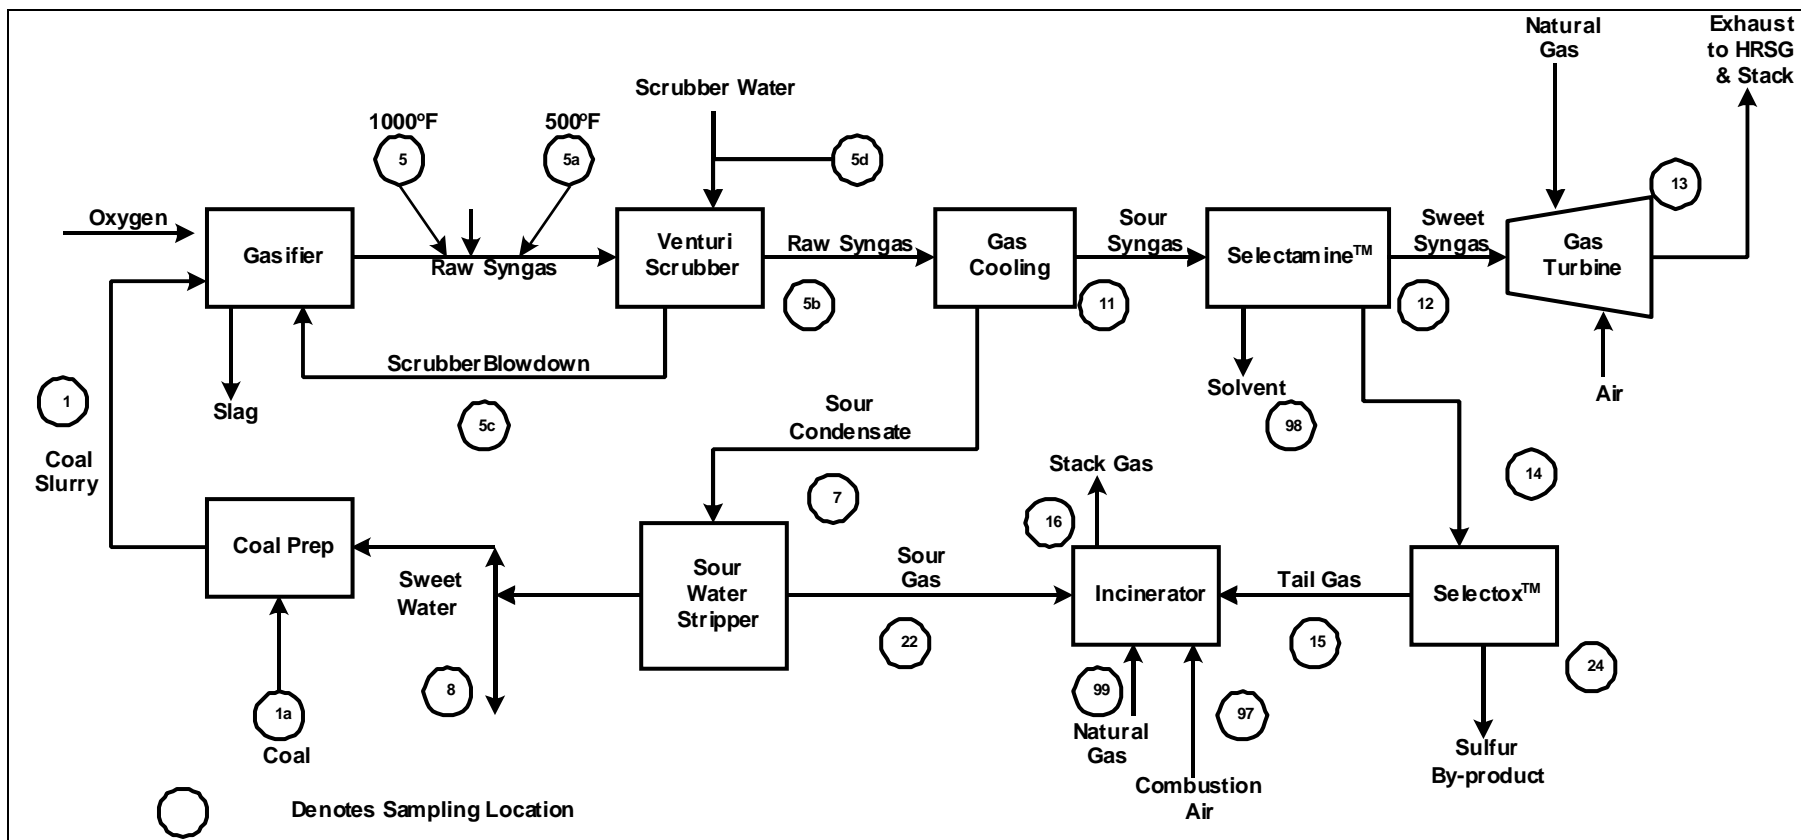 Natural
Gas
Exhaust
to HRSG
& Stack
Scrubber Water
1000ºF
500ºF
5
5a
5d
13
Oxygen
Gasifier
Raw Syngas
Venturi
Scrubber
Raw Syngas
Gas
Cooling
Sour
Syngas
Selectamine™
Sweet
Syngas
Gas
Turbine
5b
11
12
Scrubber Blowdown
Slag
Solvent
Air
1
5c
98
Sour
Condensate
Coal
Slurry
Stack Gas
7
14
16
Coal Prep
Sweet
Water
Sour
Water
Stripper
Sour
Gas
Incinerator
Tail Gas
Selectox™
22
15
24
8
99
97
1a
Coal
Natural
Gas
Combustion
Air
Sulfur
By-product
Denotes Sampling Location